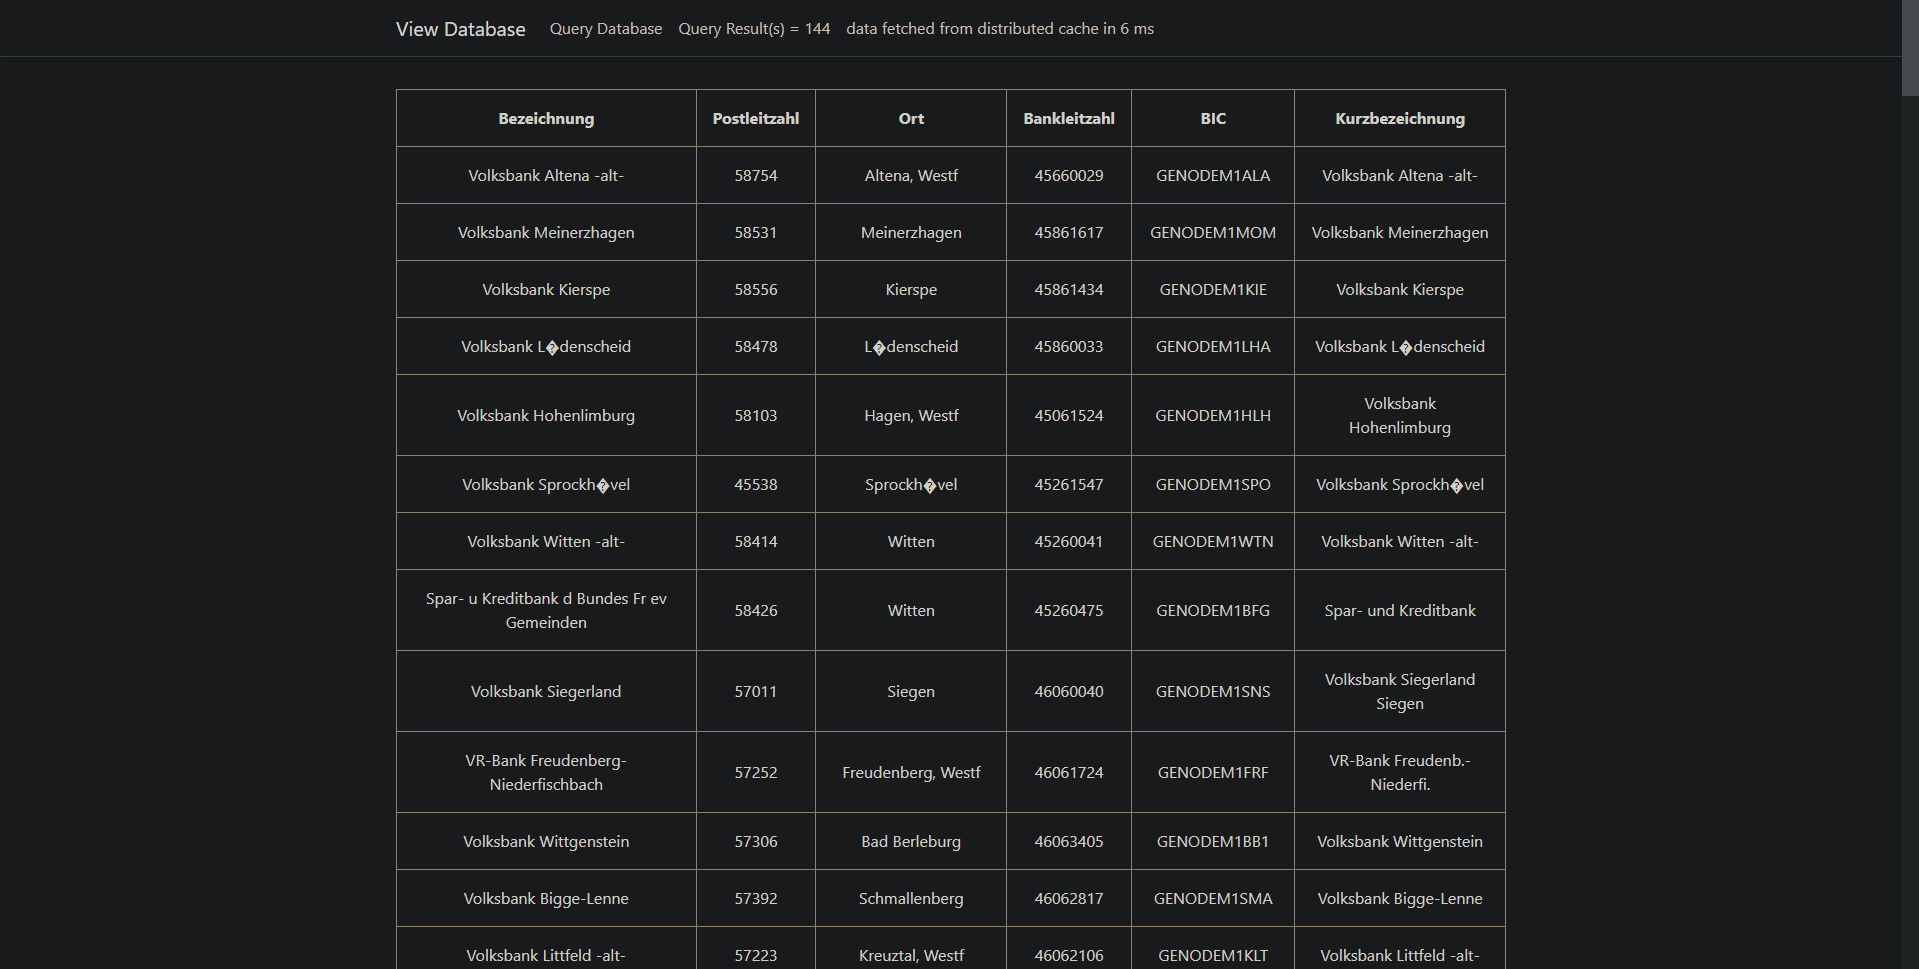 View Database Query Database Query Result(s) = 144 data fetched from distributed cache in 6 ms
Bezeichnung Postleitzahl Ort Bankleitzahl BIC Kurzbezeichnung
Volksbank Altena -alt- 58754 Altena, Westf 45660029 GENODEM1ALA Volksbank Altena -alt-
Volksbank Meinerzhagen 58531 Meinerzhagen 45861617 GENODEM1MOM Volksbank Meinerzhagen
Volksbank Kierspe 58556 Kierspe 45861434 GENODEM1KIE Volksbank Kierspe
Volksbank L�denscheid 58478 L�denscheid 45860033 GENODEM1LHA Volksbank L�denscheid
Volksbank Hohenlimburg 58103 Hagen, Westf 45061524 GENODEM1HLH Volksbank
Hohenlimburg
Volksbank Sprockh�vel 45538 Sprockh�vel 45261547 GENODEM1SPO Volksbank Sprockh�vel
Volksbank Witten -alt- 58414 Witten 45260041 GENODEM1WTN Volksbank Witten -alt-
Spar- u Kreditbank d Bundes Fr ev
Gemeinden 58426 Witten 45260475 GENODEM1BFG Spar- und Kreditbank
Volksbank Siegerland 57011 Siegen 46060040 GENODEM1SNS Volksbank Siegerland
Siegen
VR-Bank Freudenberg-
Niederfischbach 57252 Freudenberg, Westf 46061724 GENODEM1FRF VR-Bank Freudenb.-
Niederfi.
Volksbank Wittgenstein 57306 Bad Berleburg 46063405 GENODEM1BB1 Volksbank Wittgenstein
Volksbank Bigge-Lenne 57392 Schmallenberg 46062817 GENODEM1SMA Volksbank Bigge-Lenne
Volksbank Littfeld -alt- 57223 Kreuztal, Westf 46062106 GENODEM1KLT Volksbank Littfeld -alt-